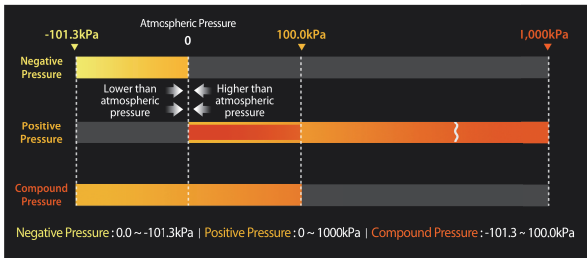 Atmospheric Pressure
-101.3kPa 0 100.0kPa 1,000kPa
Negative
Pressure
Lower than
atmospheric
pressure
Higher than
atmospheric
pressure
Positive
Pressure
Compound
Pressure
Negative Pressure : 0.0 ~ -101.3kPa | Positive Pressure : 0 ~ 1000kPa | Compound Pressure : -101.3 ~ 100.0kPa